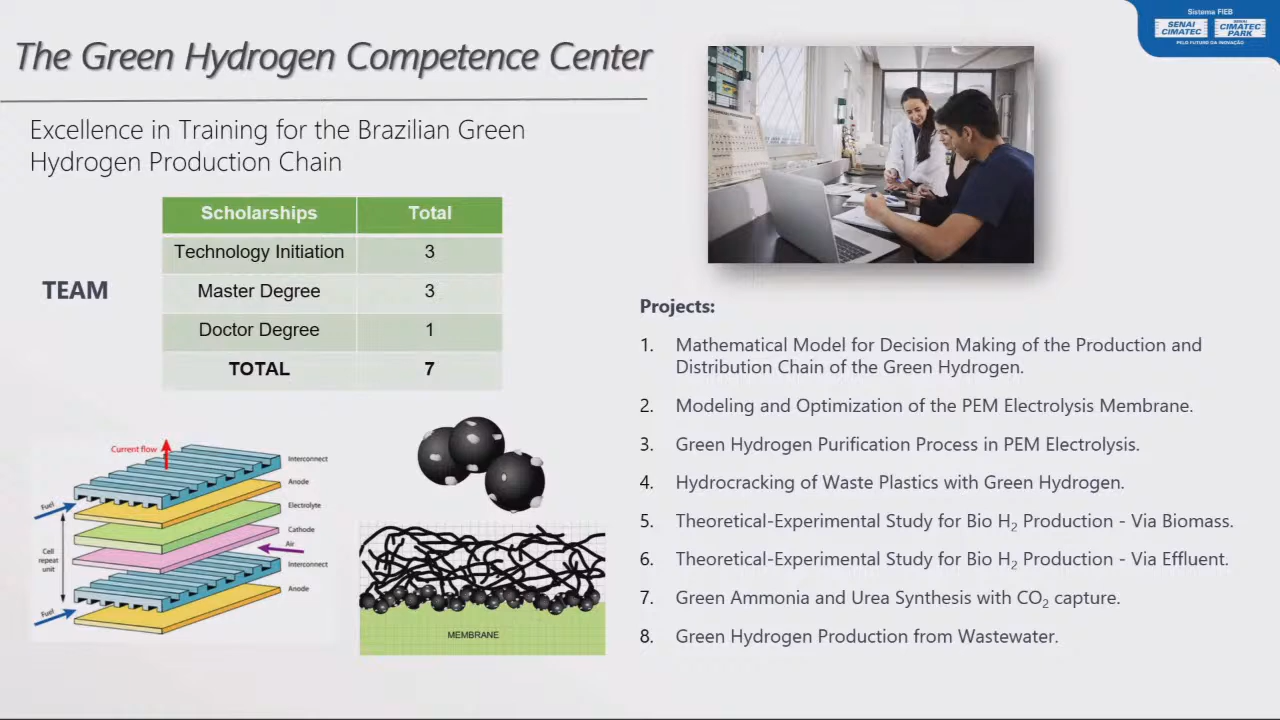 Sistema FIEB
SENAI
CIMATEC
SENAI
CIMATEC
PARK
PELO FUTURO DA INOVAÇÃO
The Green Hydrogen Competence Center
Excellence in Training for the Brazilian Green
Hydrogen Production Chain
TEAM
Scholarships Total
Technology Initiation 3
Master Degree 3
Doctor Degree 1
TOTAL 7
Current flow
Interconnect
Anode
Electrolyte
Cathode
Air
Interconnect
Anode
Fuel
Cell
repeat
unit
Fuel
MEMBRANE
Projects:
1. Mathematical Model for Decision Making of the Production and
Distribution Chain of the Green Hydrogen.
2. Modeling and Optimization of the PEM Electrolysis Membrane.
3. Green Hydrogen Purification Process in PEM Electrolysis.
4. Hydrocracking of Waste Plastics with Green Hydrogen.
5. Theoretical-Experimental Study for Bio H₂ Production - Via Biomass.
6. Theoretical-Experimental Study for Bio H₂ Production - Via Effluent.
7. Green Ammonia and Urea Synthesis with CO₂ capture.
8. Green Hydrogen Production from Wastewater.